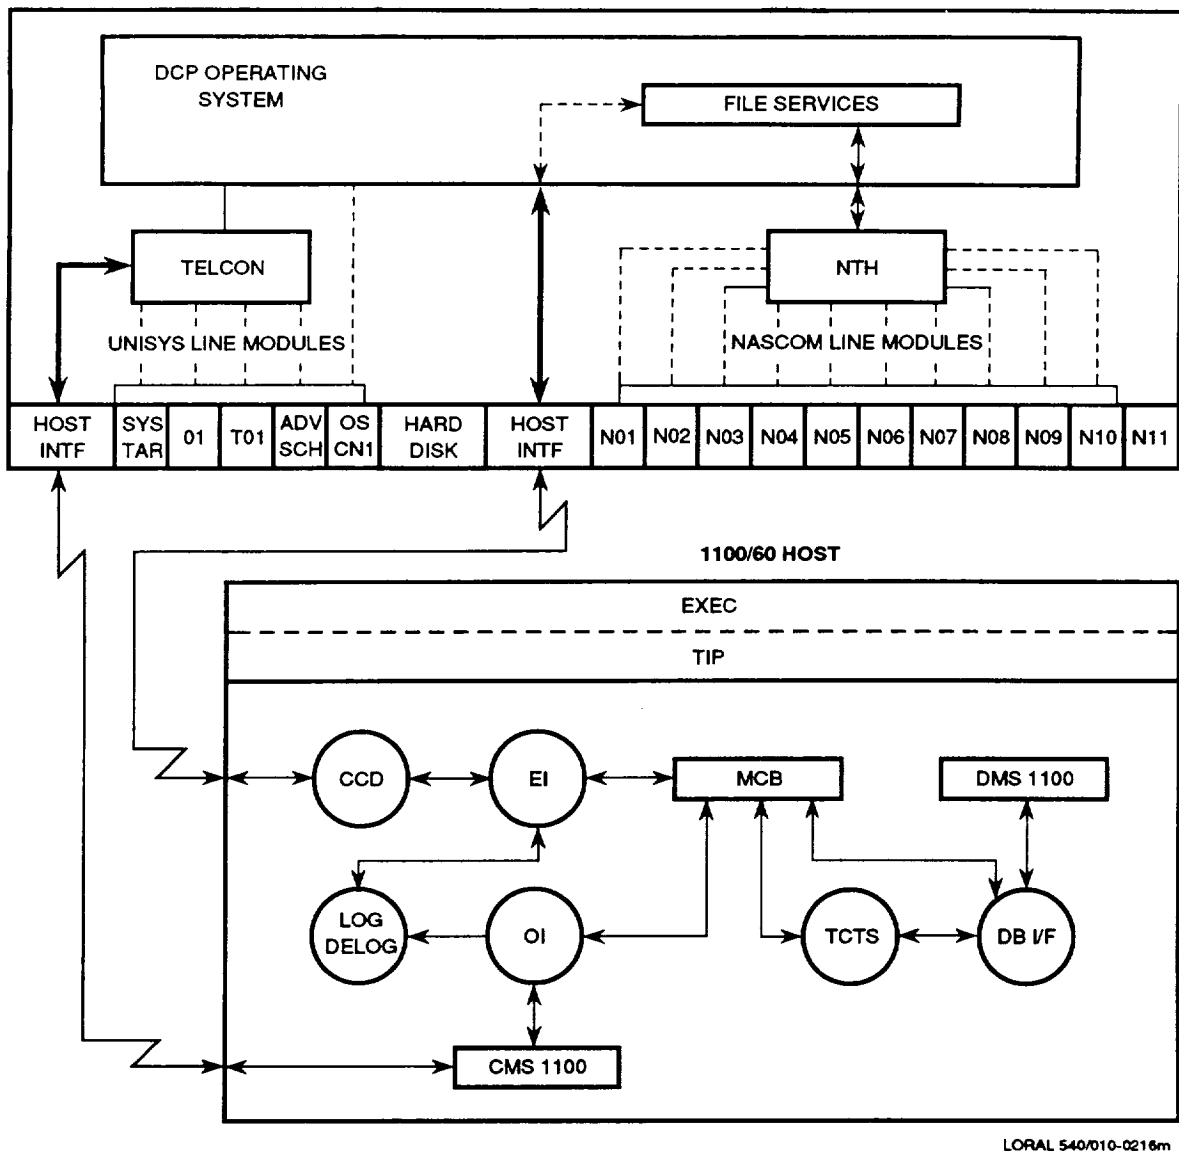 DCP OPERATING
SYSTEM
FILE SERVICES
TELCON
NTH
UNISYS LINE MODULES
NASCOM LINE MODULES
HOST
INTF
SYS
TAR
01
T01
ADV
SCH
OS
CN1
HARD
DISK
HOST
INTF
N01
N02
N03
N04
N05
N06
N07
N08
N09
N10
N11
1100/60 HOST
EXEC
TIP
CCD
EI
MCB
DMS 1100
LOG
DELOG
OI
TCTS
DB I/F
CMS 1100
LORAL 540/010-0216m